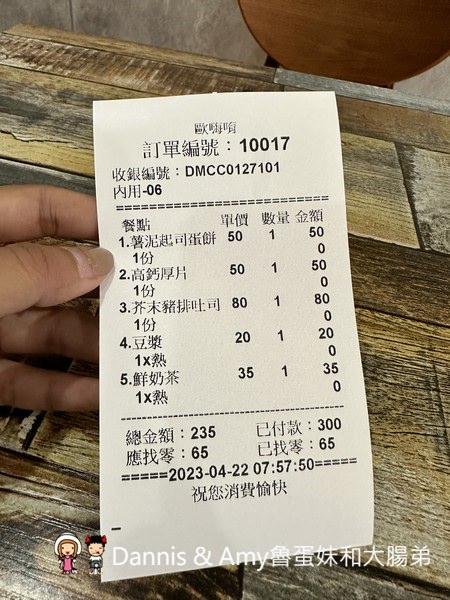 歐嗨唷
訂單編號：10017
收銀編號：DMCC0127101
內用-06
==============================
餐點 單價 數量 金額
1.薯泥起司蛋餅 50 1 50
1份 0
2.高鈣厚片 50 1 50
1份 0
3.芥末豬排吐司 80 1 80
1份 0
4.豆漿 20 1 20
1x熱 0
5.鮮奶茶 35 1 35
1x熱 0
------------------------------------------------
總金額：235 已付款：300
應找零：65 已找零：65
=====2023-04-22 07:57:50=====
祝您消費愉快
Dannis & Amy魯蛋妹和大腸弟